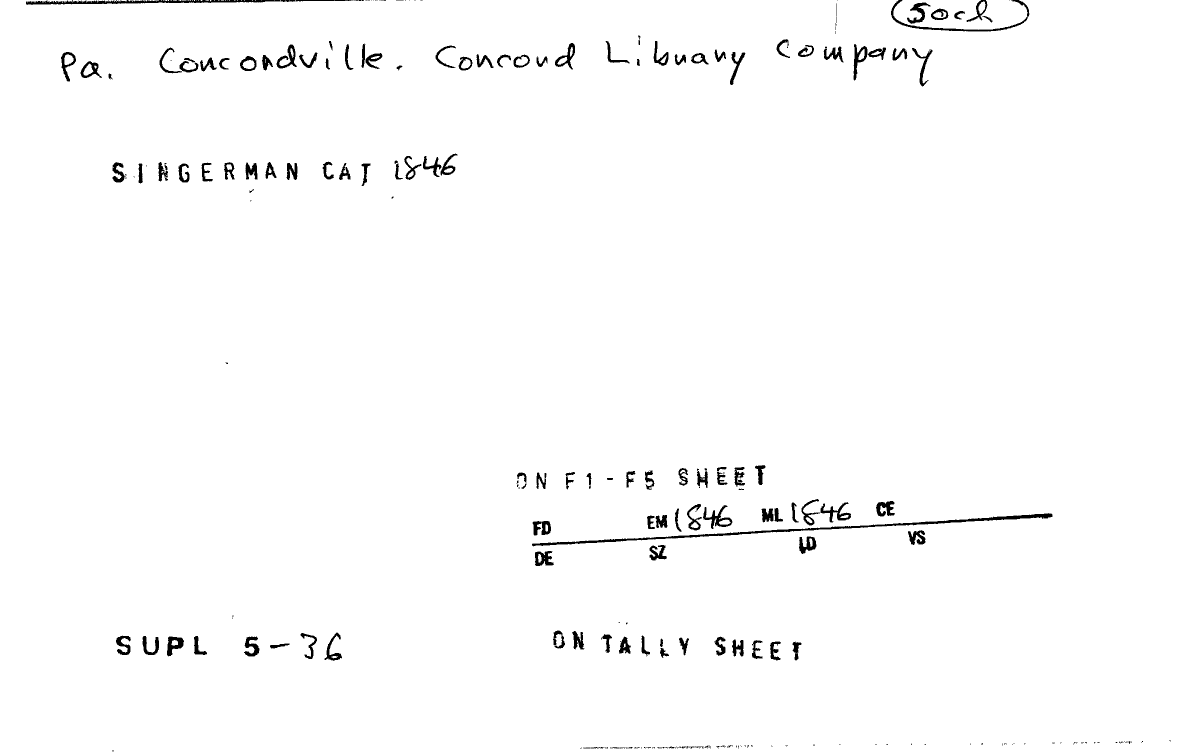 Soch
Pa. Concordville. Concord Library Company
SINGERMAN CAT 1846
ON F1-F5 SHEET
FD EM 1846 ML 1846 CE
DE SZ LD VS
SUPL 5-36 ON TALLY SHEET